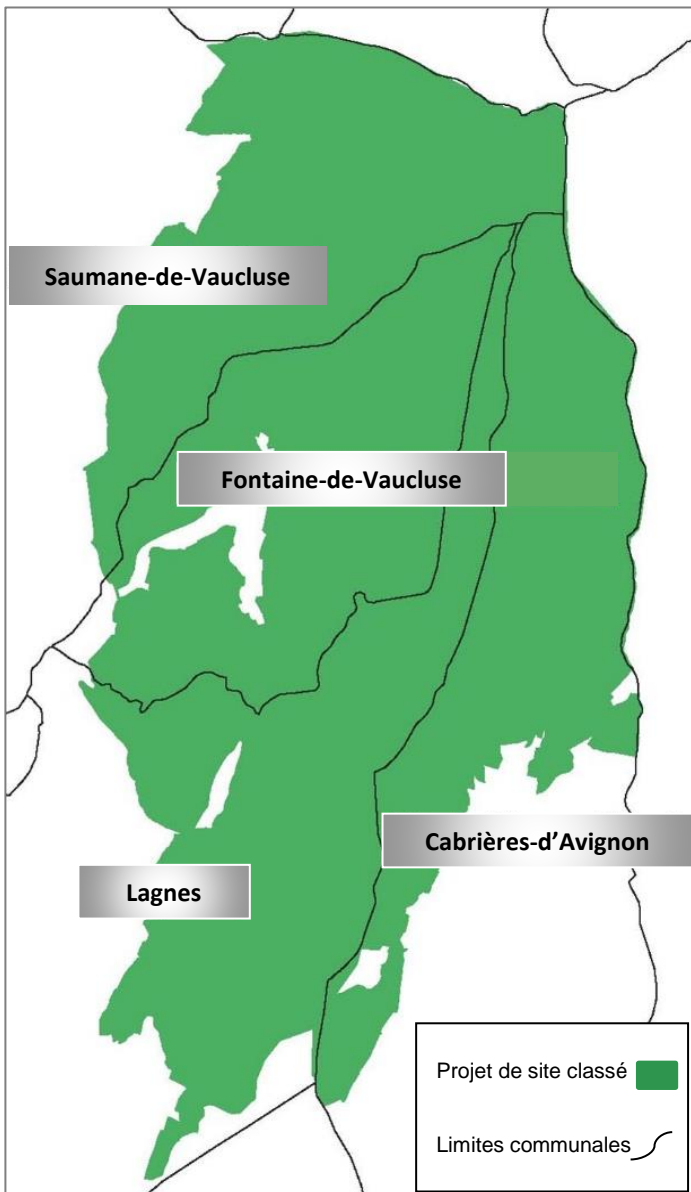 Saumane-de-Vaucluse
Fontaine-de-Vaucluse
Cabrières-d'Avignon
Lagnes
Projet de site classé
Limites communales